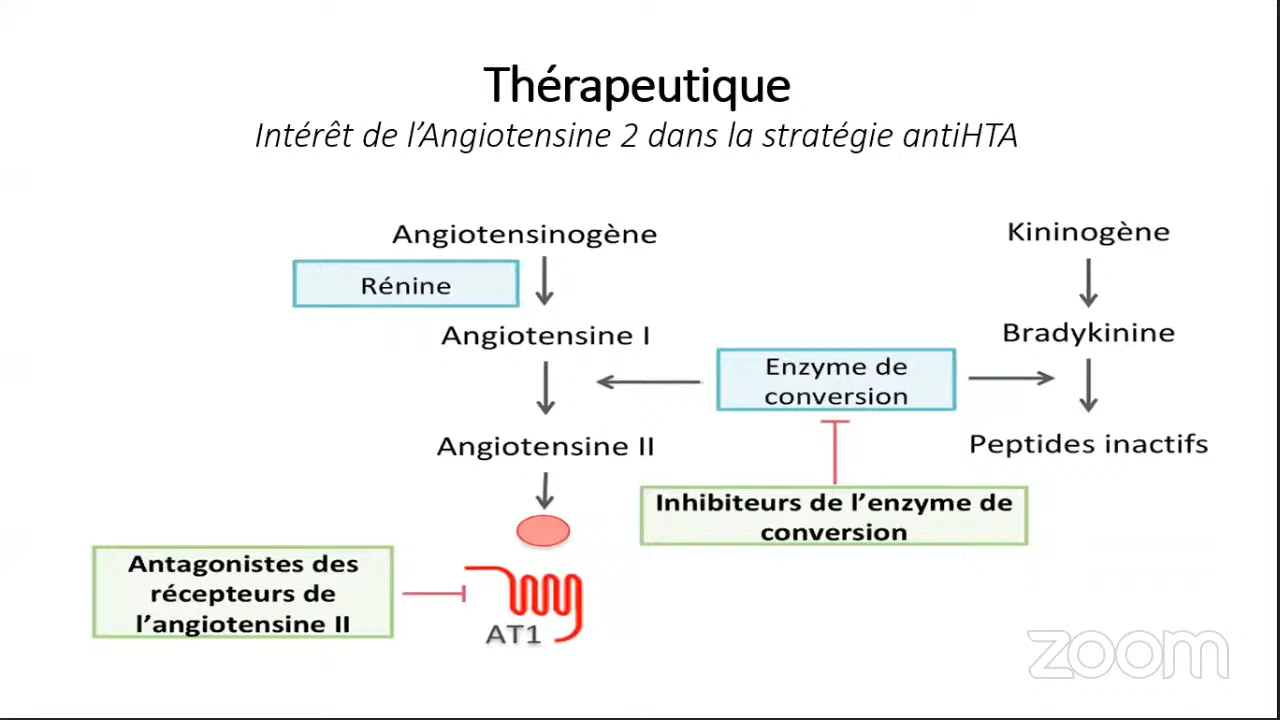 Thérapeutique
Intérêt de l’Angiotensine 2 dans la stratégie antiHTA
Angiotensinogène
Kininogène
Rénine
Angiotensine I
Bradykinine
Enzyme de
conversion
Angiotensine II
Peptides inactifs
Inhibiteurs de l’enzyme de
conversion
Antagonistes des
récepteurs de
l’angiotensine II
AT1
zoom